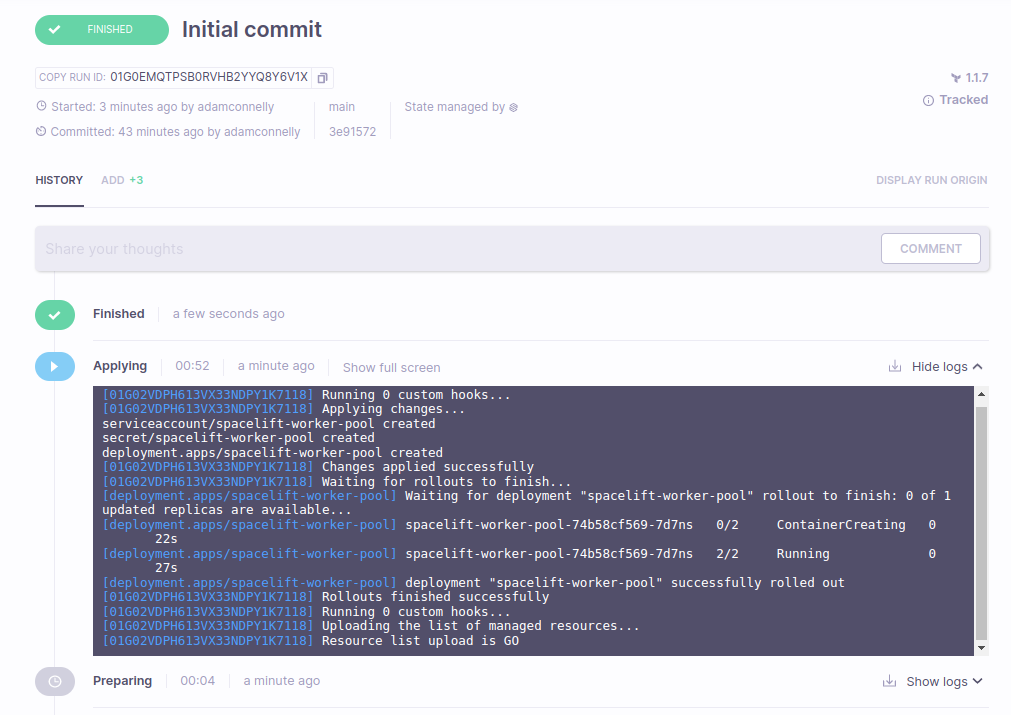 FINISHED Initial commit
COPY RUN ID: 01G0EMQTPSB0RVHB2YYQ8Y6V1X
1.1.7
Started: 3 minutes ago by adamconnelly main State managed by
Tracked
Committed: 43 minutes ago by adamconnelly 3e91572
HISTORY ADD +3 DISPLAY RUN ORIGIN
Share your thoughts COMMENT
Finished a few seconds ago
Applying 00:52 a minute ago Show full screen Hide logs
[01G02VDPH613VX33NDPY1K7118] Running 0 custom hooks...
[01G02VDPH613VX33NDPY1K7118] Applying changes...
serviceaccount/spacelift-worker-pool created
secret/spacelift-worker-pool created
deployment.apps/spacelift-worker-pool created
[01G02VDPH613VX33NDPY1K7118] Changes applied successfully
[01G02VDPH613VX33NDPY1K7118] Waiting for rollouts to finish...
[deployment.apps/spacelift-worker-pool] Waiting for deployment "spacelift-worker-pool" rollout to finish: 0 of 1
updated replicas are available...
[deployment.apps/spacelift-worker-pool] spacelift-worker-pool-74b58cf569-7d7ns 0/2 ContainerCreating 0
22s
[deployment.apps/spacelift-worker-pool] spacelift-worker-pool-74b58cf569-7d7ns 2/2 Running 0
27s
[deployment.apps/spacelift-worker-pool] deployment "spacelift-worker-pool" successfully rolled out
[01G02VDPH613VX33NDPY1K7118] Rollouts finished successfully
[01G02VDPH613VX33NDPY1K7118] Running 0 custom hooks...
[01G02VDPH613VX33NDPY1K7118] Uploading the list of managed resources...
[01G02VDPH613VX33NDPY1K7118] Resource list upload is GO
Preparing 00:04 a minute ago Show logs